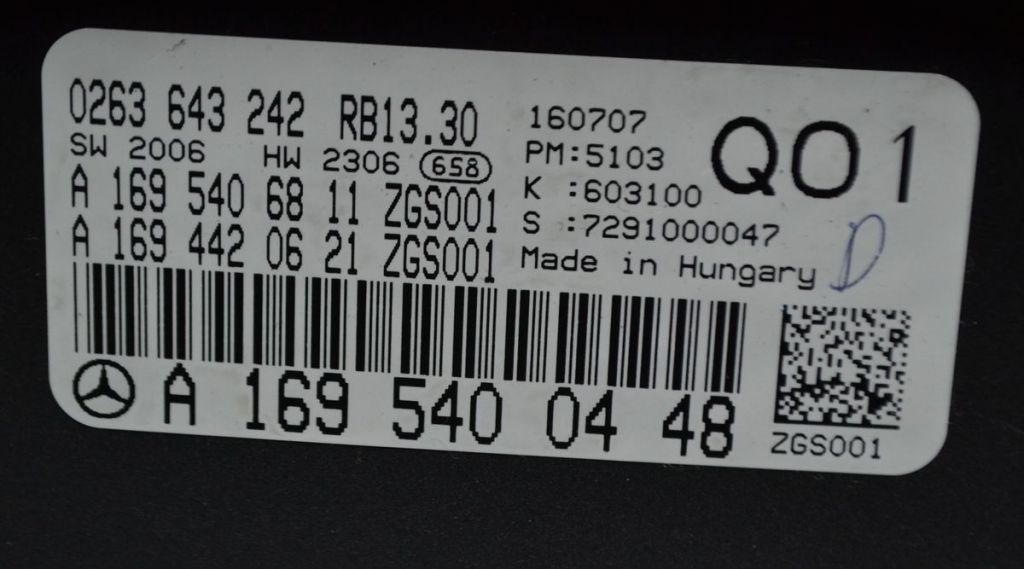 0263 643 242 RB13.30
SW 2006 HW 2306 658
A 169 540 68 11 ZGS001
A 169 442 06 21 ZGS001
160707
PM:5103
K :603100
S :7291000047
Made in Hungary
Q01
D
A 169 540 04 48
ZGS001